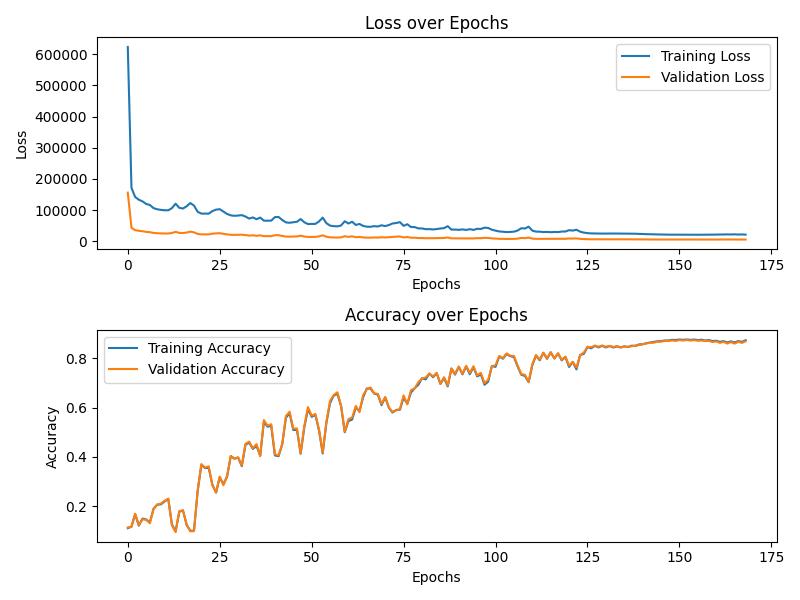 Loss over Epochs
Loss
600000
500000
400000
300000
200000
100000
0
Training Loss
Validation Loss
0 25 50 75 100 125 150 175
Epochs
Accuracy over Epochs
Accuracy
0.8
0.6
0.4
0.2
Training Accuracy
Validation Accuracy
0 25 50 75 100 125 150 175
Epochs